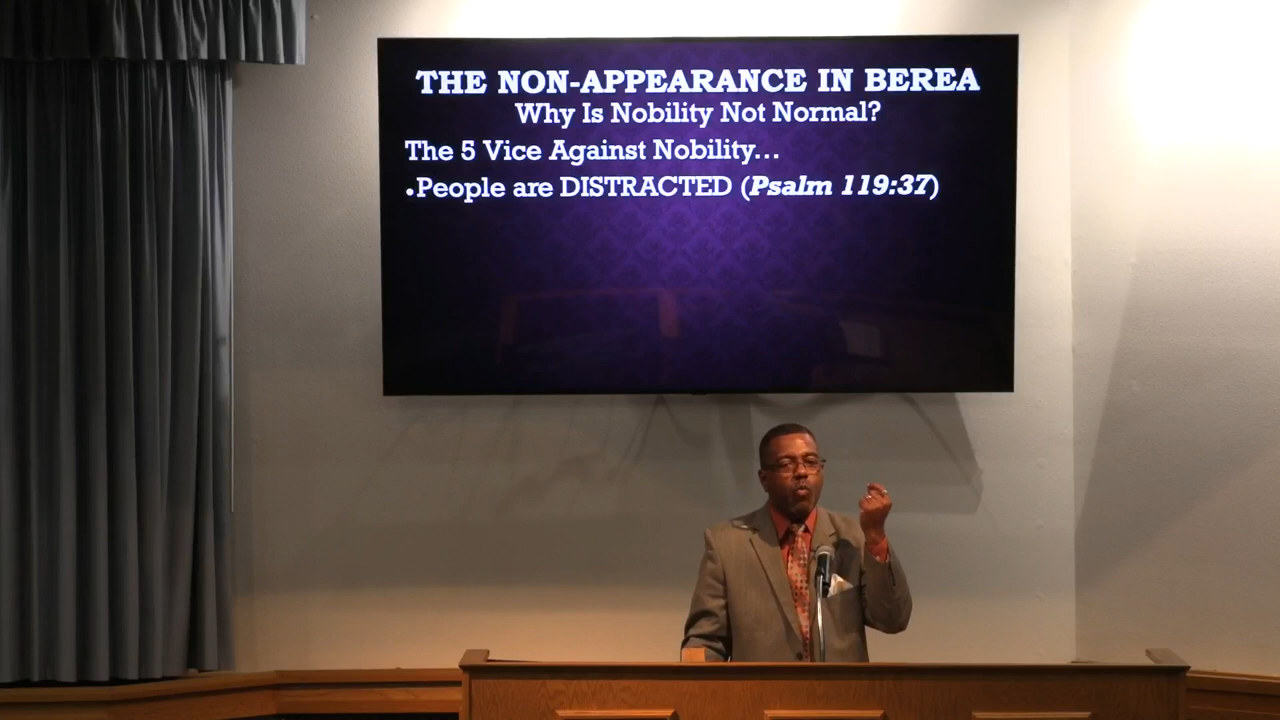 THE NON-APPEARANCE IN BEREA
Why Is Nobility Not Normal?
The 5 Vice Against Nobility...
•People are DISTRACTED (Psalm 119:37)